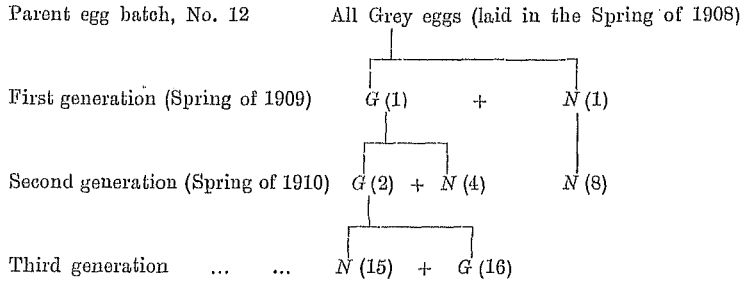 Parent egg batch, No. 12 All Grey eggs (laid in the Spring of 1908)
First generation (Spring of 1909) G (1) + N (1)
Second generation (Spring of 1910) G (2) + N (4) N (8)
Third generation ... ... N (15) + G (16)